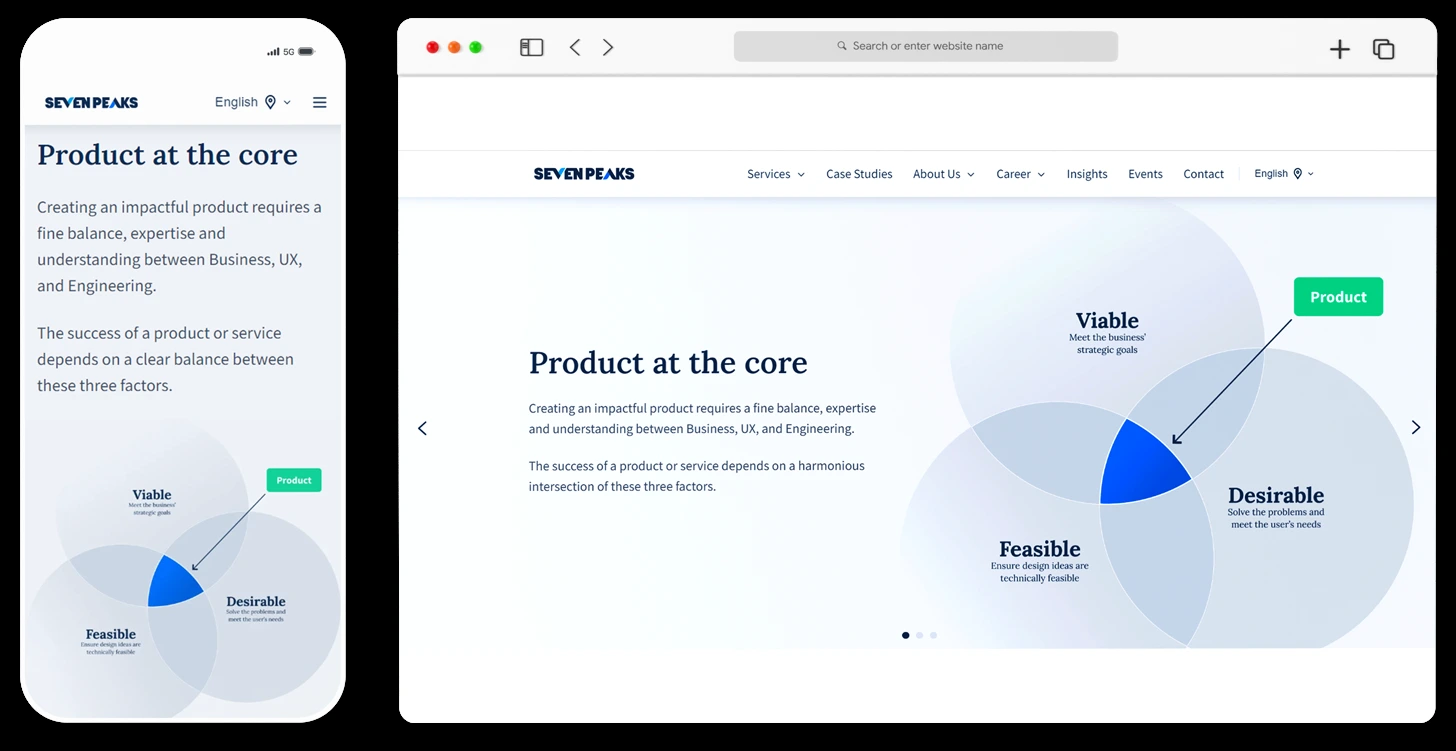 5G
SEVEN PEAKS
English
Product at the core
Creating an impactful product requires a
fine balance, expertise and
understanding between Business, UX,
and Engineering.
The success of a product or service
depends on a clear balance between
these three factors.
Product
Viable
Meet the business'
strategic goals
Desirable
Solve the problems and
meet the user's needs
Feasible
Ensure design ideas are
technically feasible
Search or enter website name
SEVEN PEAKS
Services
Case Studies
About Us
Career
Insights
Events
Contact
English
Product at the core
Creating an impactful product requires a fine balance, expertise
and understanding between Business, UX, and Engineering.
The success of a product or service depends on a harmonious
intersection of these three factors.
Product
Viable
Meet the business'
strategic goals
Desirable
Solve the problems and
meet the user's needs
Feasible
Ensure design ideas are
technically feasible